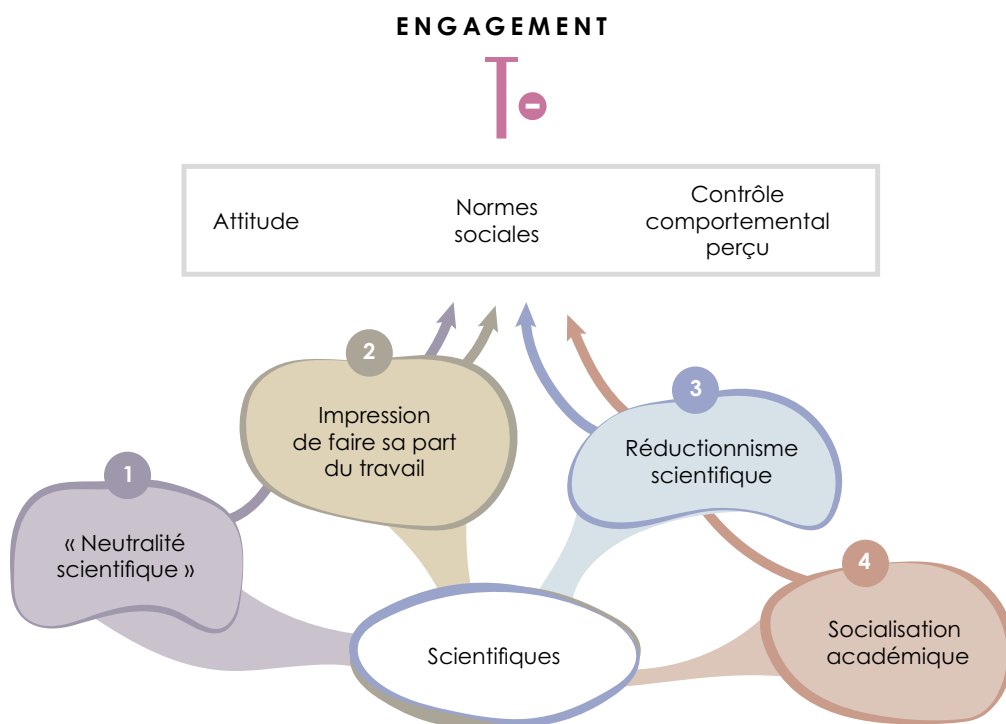 ENGAGEMENT
Attitude
Normes
sociales
Contrôle
comportemental
perçu
2
Impression
de faire sa part
du travail
3
Réductionnisme
scientifique
1
« Neutralité
scientifique »
4
Socialisation
académique
Scientifiques